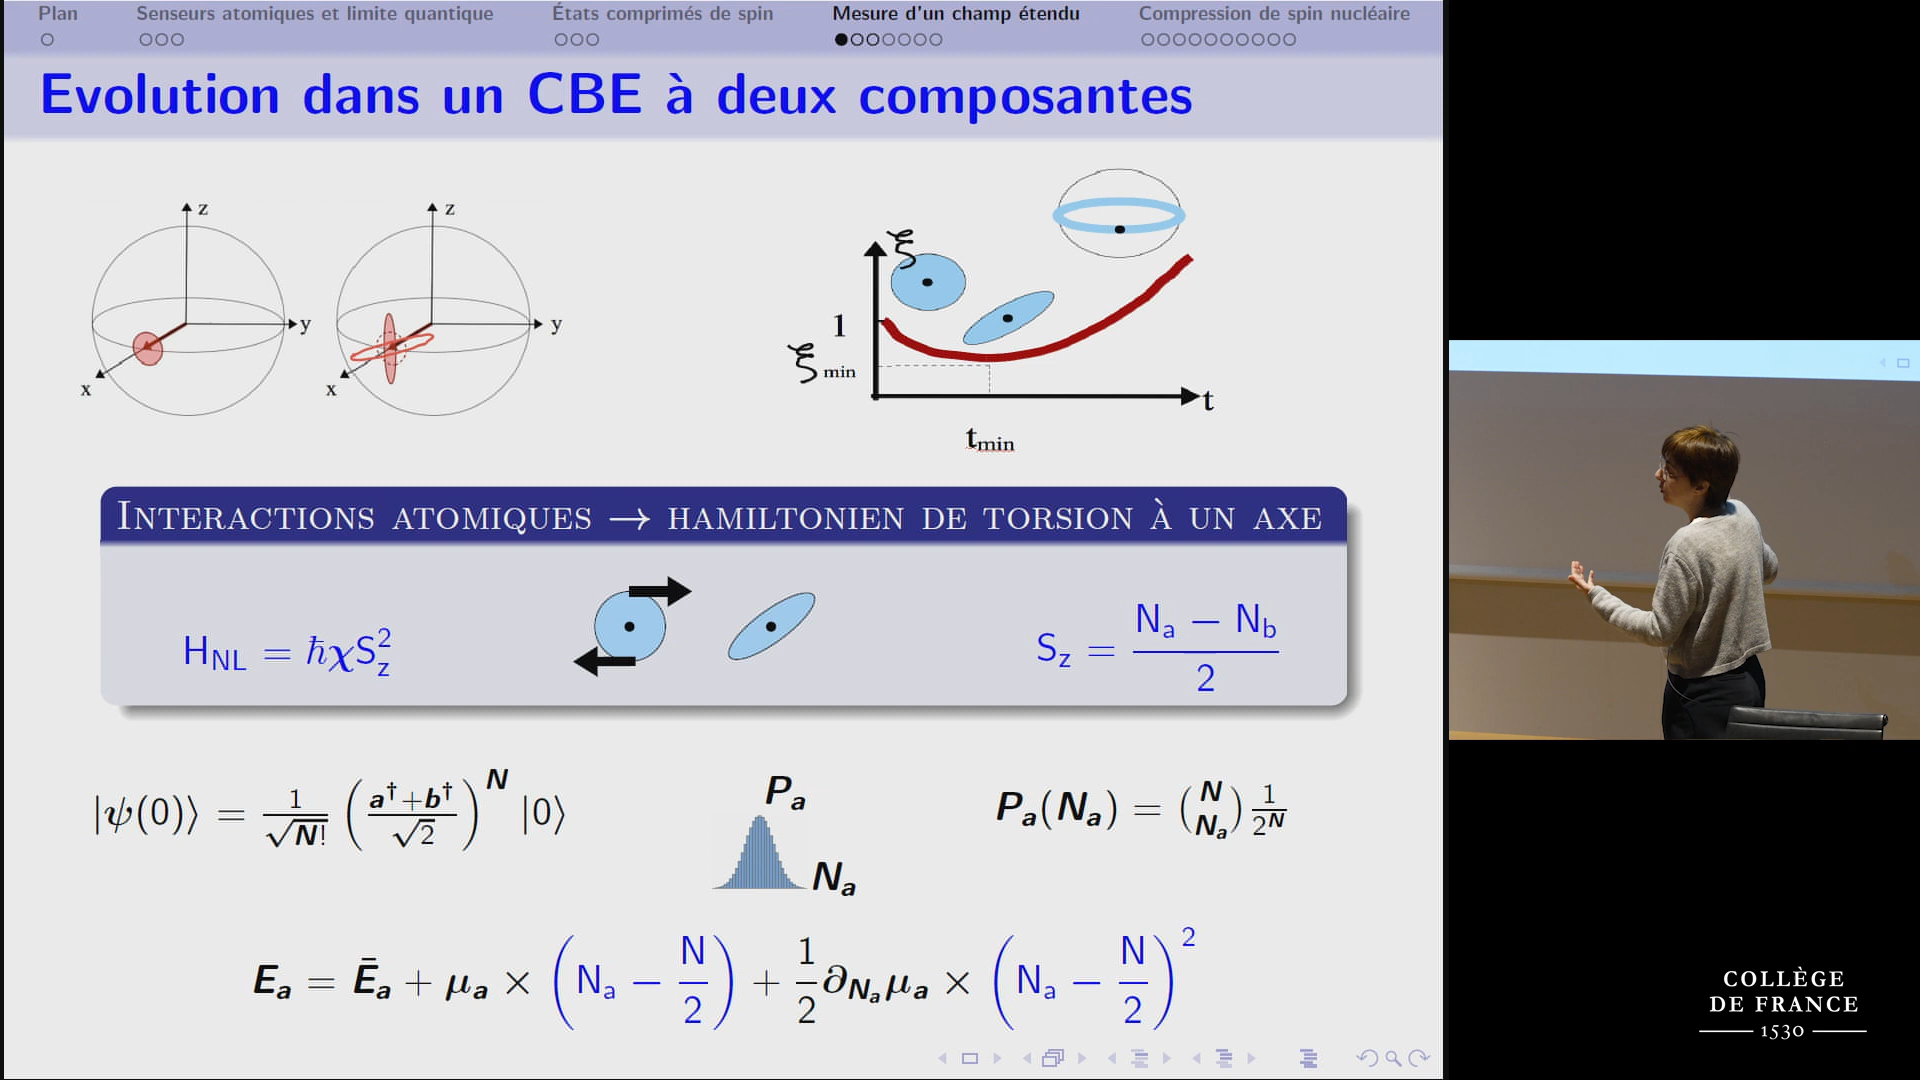 Plan
Senseurs atomiques et limite quantique
États comprimés de spin
Mesure d'un champ étendu
Compression de spin nucléaire
Evolution dans un CBE à deux composantes
z
y
x
z
y
x
ξ
1
ξ min
t
t_min
Interactions atomiques → hamiltonien de torsion à un axe
H_NL = ħχS_z^2
S_z = (N_a − N_b)/2
|ψ(0)⟩ = 1/√N! ((a† + b†)/√2)^N |0⟩
P_a
N_a
P_a(N_a) = (N N_a) 1/2^N
E_a = Ē_a + μ_a × (N_a − N/2) + 1/2 ∂_{N_a} μ_a × (N_a − N/2)^2
COLLÈGE
DE FRANCE
1530